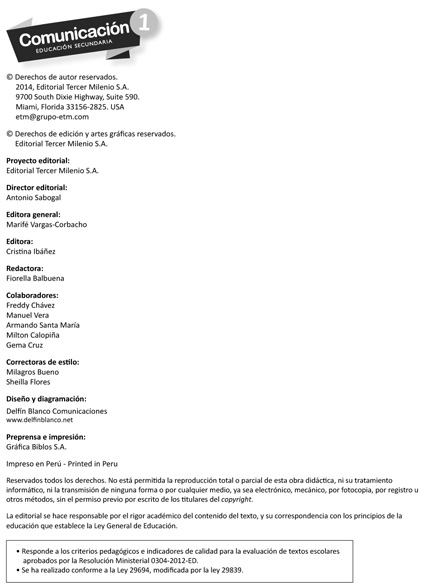 Comunicación 1
EDUCACIÓN SECUNDARIA
© Derechos de autor reservados.
2014, Editorial Tercer Milenio S.A.
9700 South Dixie Highway, Suite 590.
Miami, Florida 33156-2825. USA
etm@grupo-etm.com
© Derechos de edición y artes gráficas reservados.
Editorial Tercer Milenio S.A.
Proyecto editorial:
Editorial Tercer Milenio S.A.
Director editorial:
Antonio Sabogal
Editora general:
Marifé Vargas-Corbacho
Editora:
Cristina Ibáñez
Redactora:
Fiorella Balbuena
Colaboradores:
Freddy Chávez
Manuel Vera
Armando Santa María
Milton Calopiña
Gema Cruz
Correctoras de estilo:
Milagros Bueno
Sheilla Flores
Diseño y diagramación:
Delfín Blanco Comunicaciones
www.delfinblanco.net
Preprensa e impresión:
Gráfica Biblos S.A.
Impreso en Perú - Printed in Peru
Reservados todos los derechos. No está permitida la reproducción total o parcial de esta obra didáctica, ni su tratamiento
informático, ni la transmisión de ninguna forma o por cualquier medio, ya sea electrónico, mecánico, por fotocopia, por registro u
otros métodos, sin el permiso previo por escrito de los titulares del copyright.
La editorial se hace responsable por el rigor académico del contenido del texto, y su correspondencia con los principios de la
educación que establece la Ley General de Educación.
• Responde a los criterios pedagógicos e indicadores de calidad para la evaluación de textos escolares
aprobados por la Resolución Ministerial 0304-2012-ED.
• Se ha realizado conforme a la Ley 29694, modificada por la ley 29839.